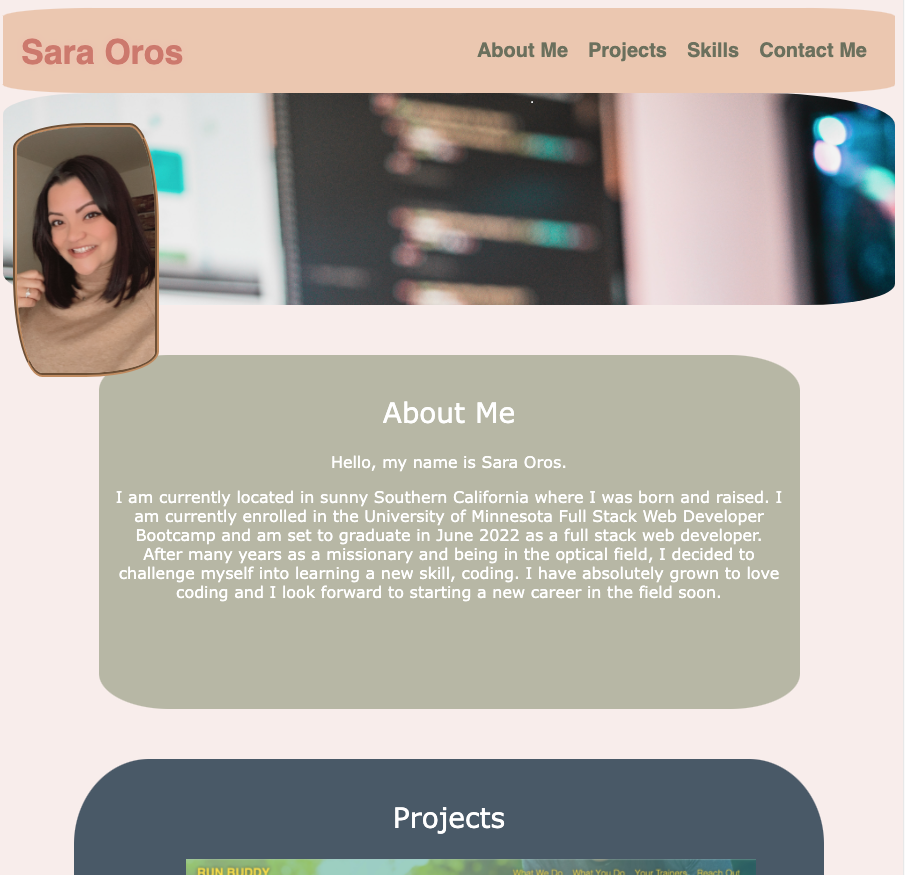 Sara Oros
About Me Projects Skills Contact Me
About Me
Hello, my name is Sara Oros.
I am currently located in sunny Southern California where I was born and raised. I
am currently enrolled in the University of Minnesota Full Stack Web Developer
Bootcamp and am set to graduate in June 2022 as a full stack web developer.
After many years as a missionary and being in the optical field, I decided to
challenge myself into learning a new skill, coding. I have absolutely grown to love
coding and I look forward to starting a new career in the field soon.
Projects
RUN BUDDY
What We Do What You Do Your Trainers Reach Out